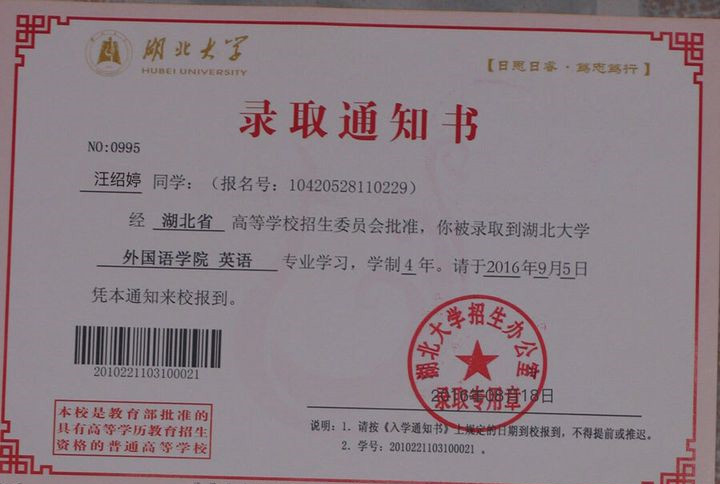 湖北大学
HUBEI UNIVERSITY
【日思日睿·笃志笃行】
录取通知书
NO:0995
汪绍婷 同学：（报名号：10420528110229）
经 湖北省 高等学校招生委员会批准，你被录取到湖北大学
外国语学院 英语 专业学习，学制4年。请于2016年9月5日
凭本通知来校报到。
2010221103100021
湖北大学招生办公室
录取专用章
2016年08月18日
本校是教育部批准的
具有高等学历教育招生
资格的普通高等学校
说明：1. 请按《入学通知书》上规定的日期到校报到，不得提前或推迟。
2. 学号：2010221103100021。